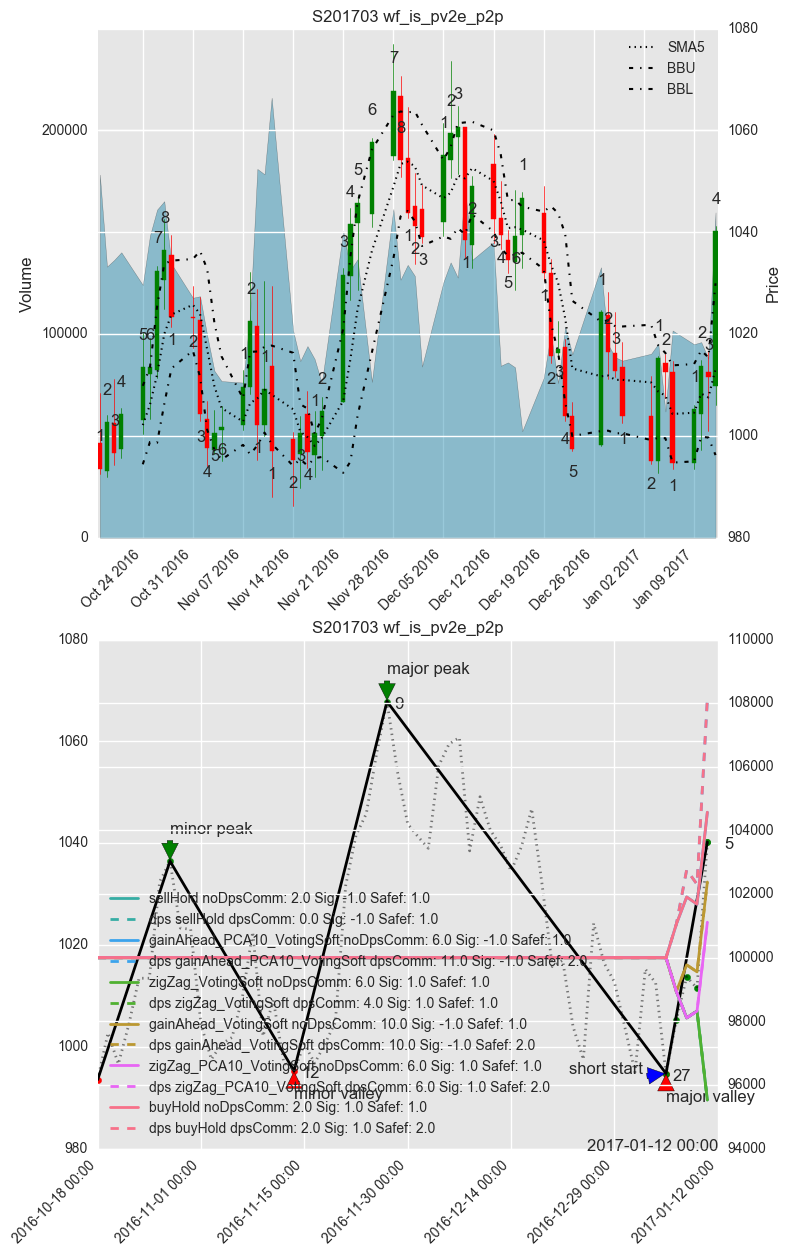 S201703 wf_is_pv2e_p2p
1080
SMA5
BBU
BBL
200000
1060
1040
Volume
Price
100000
1020
1000
0
980
Oct 24 2016
Oct 31 2016
Nov 07 2016
Nov 14 2016
Nov 21 2016
Nov 28 2016
Dec 05 2016
Dec 12 2016
Dec 19 2016
Dec 26 2016
Jan 02 2017
Jan 09 2017
S201703 wf_is_pv2e_p2p
1080
110000
major peak
9
108000
1060
106000
minor peak
104000
1040
5
sellHold noDpsComm: 2.0 Sig: -1.0 Safef: 1.0
102000
dps sellHold dpsComm: 0.0 Sig: -1.0 Safef: 1.0
gainAhead_PCA10_VotingSoft noDpsComm: 6.0 Sig: -1.0 Safef: 1.0
1020
100000
dps gainAhead_PCA10_VotingSoft dpsComm: 11.0 Sig: -1.0 Safef: 2.0
zigZag_VotingSoft noDpsComm: 6.0 Sig: 1.0 Safef: 1.0
dps zigZag_VotingSoft dpsComm: 4.0 Sig: 1.0 Safef: 1.0
98000
gainAhead_VotingSoft noDpsComm: 10.0 Sig: -1.0 Safef: 1.0
dps gainAhead_VotingSoft dpsComm: 10.0 Sig: -1.0 Safef: 2.0
1000
zigZag_PCA10_VotingSoft noDpsComm: 6.0 Sig: 1.0 Safef: 1.0
short start
12
27
96000
dps zigZag_PCA10_VotingSoft dpsComm: 6.0 Sig: 1.0 Safef: 2.0
minor valley
major valley
buyHold noDpsComm: 2.0 Sig: 1.0 Safef: 1.0
dps buyHold dpsComm: 2.0 Sig: 1.0 Safef: 2.0
2017-01-12 00:00
980
94000
2016-10-18 00:00
2016-11-01 00:00
2016-11-15 00:00
2016-11-30 00:00
2016-12-14 00:00
2016-12-29 00:00
2017-01-12 00:00